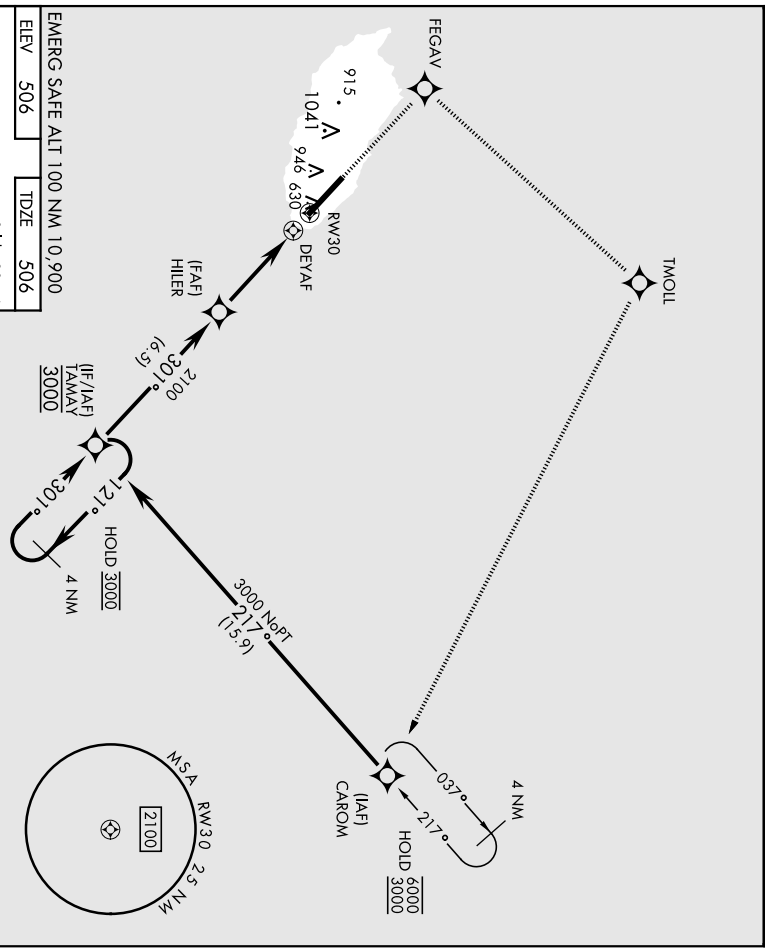 EMERG SAFE ALT 100 NM 10,900
ELEV 506
TDZE 506
FEGAV
TMOLL
915
1041
946
630
RW30
DEYAF
(FAF)
HILER
2100
301°
(6.5)
(IF/IAF)
TAMAY
3000
301°
121°
HOLD 3000
4 NM
3000 NoPT
217°
(15.9)
(IAF)
CAROM
037°
217°
4 NM
HOLD 6000
3000
MSA RW30 25 NM
2100